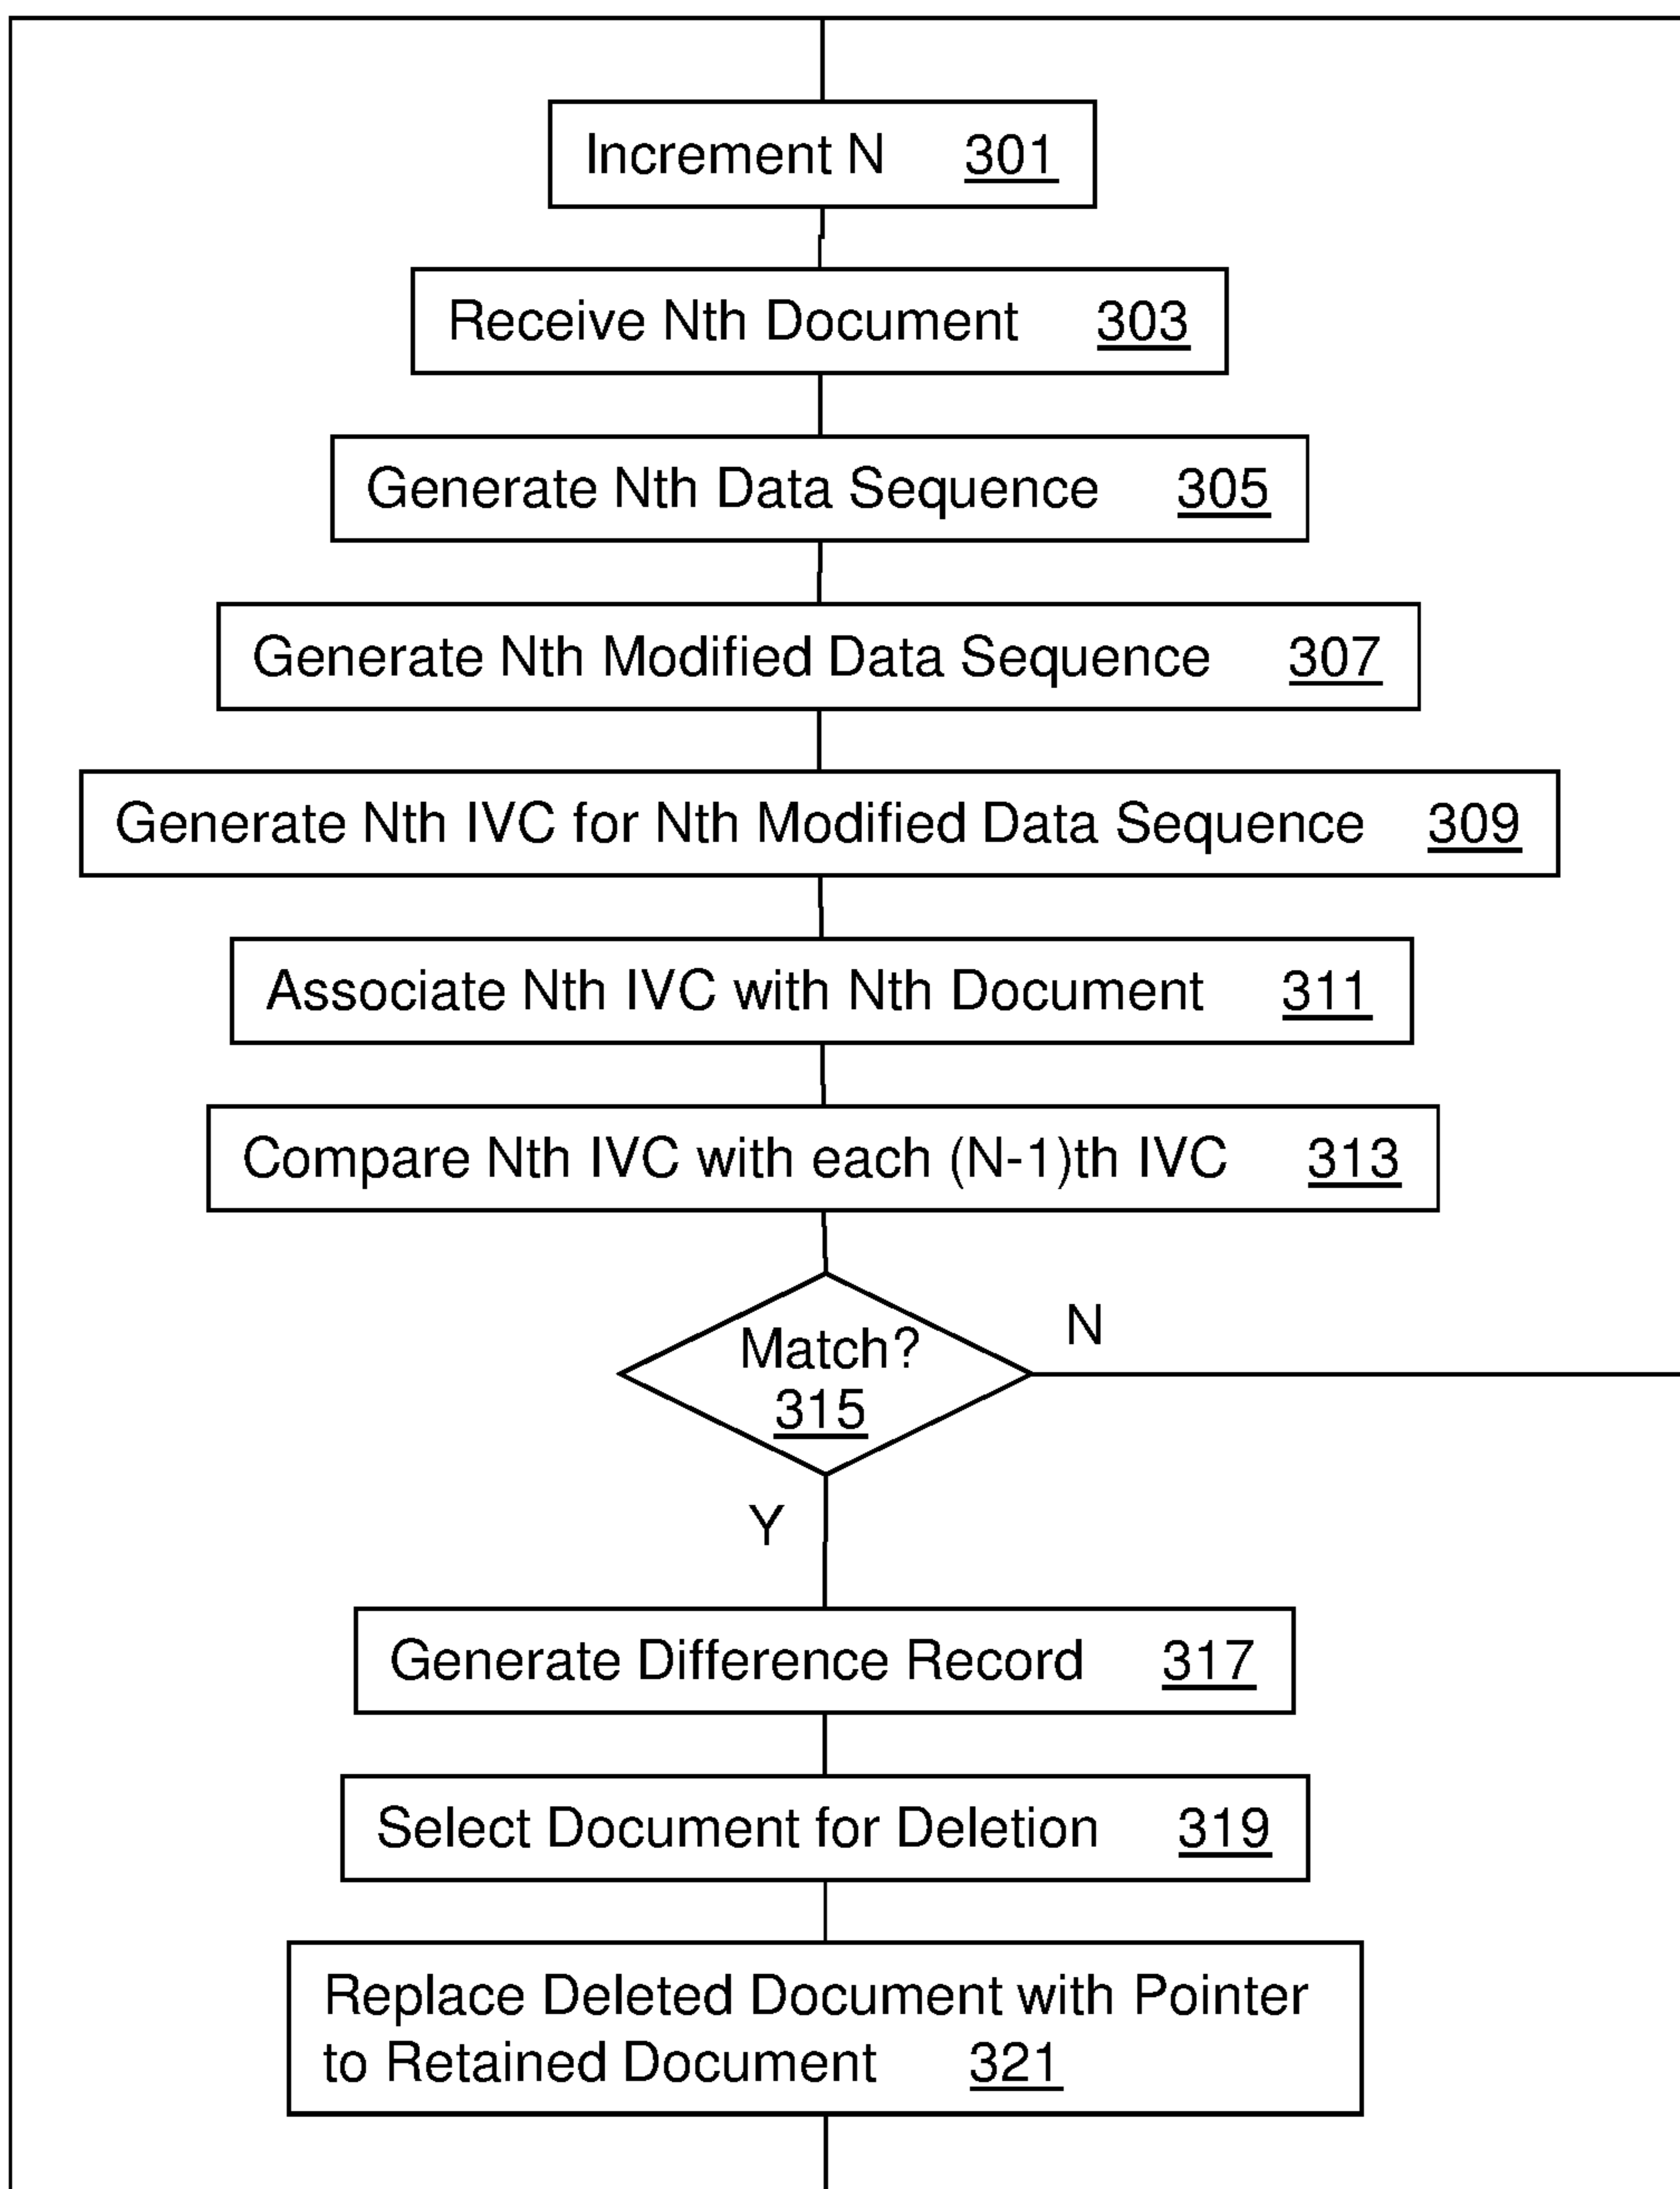 Increment N 301
Receive Nth Document 303
Generate Nth Data Sequence 305
Generate Nth Modified Data Sequence 307
Generate Nth IVC for Nth Modified Data Sequence 309
Associate Nth IVC with Nth Document 311
Compare Nth IVC with each (N-1)th IVC 313
N
Match?
315
Y
Generate Difference Record 317
Select Document for Deletion 319
Replace Deleted Document with Pointer
to Retained Document 321